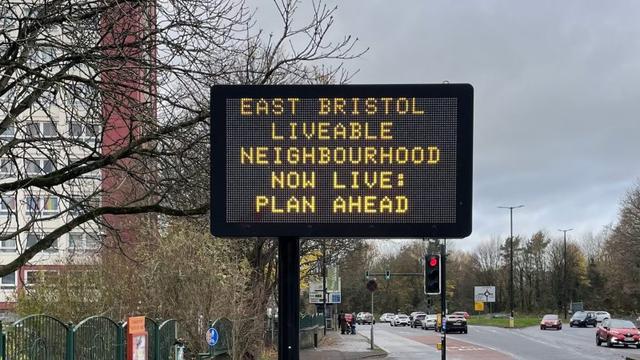 EAST BRISTOL
LIVEABLE
NEIGHBOURHOOD
NOW LIVE:
PLAN AHEAD